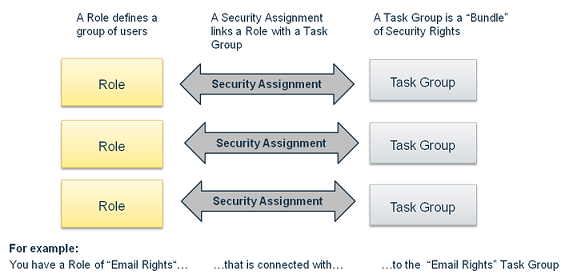 A Role defines a
group of users
A Security Assignment
links a Role with a Task
Group
A Task Group is a “Bundle”
of Security Rights
Role
Security Assignment
Task Group
Role
Security Assignment
Task Group
Role
Security Assignment
Task Group
For example:
You have a Role of “Email Rights“… …that is connected with… …to the “Email Rights” Task Group